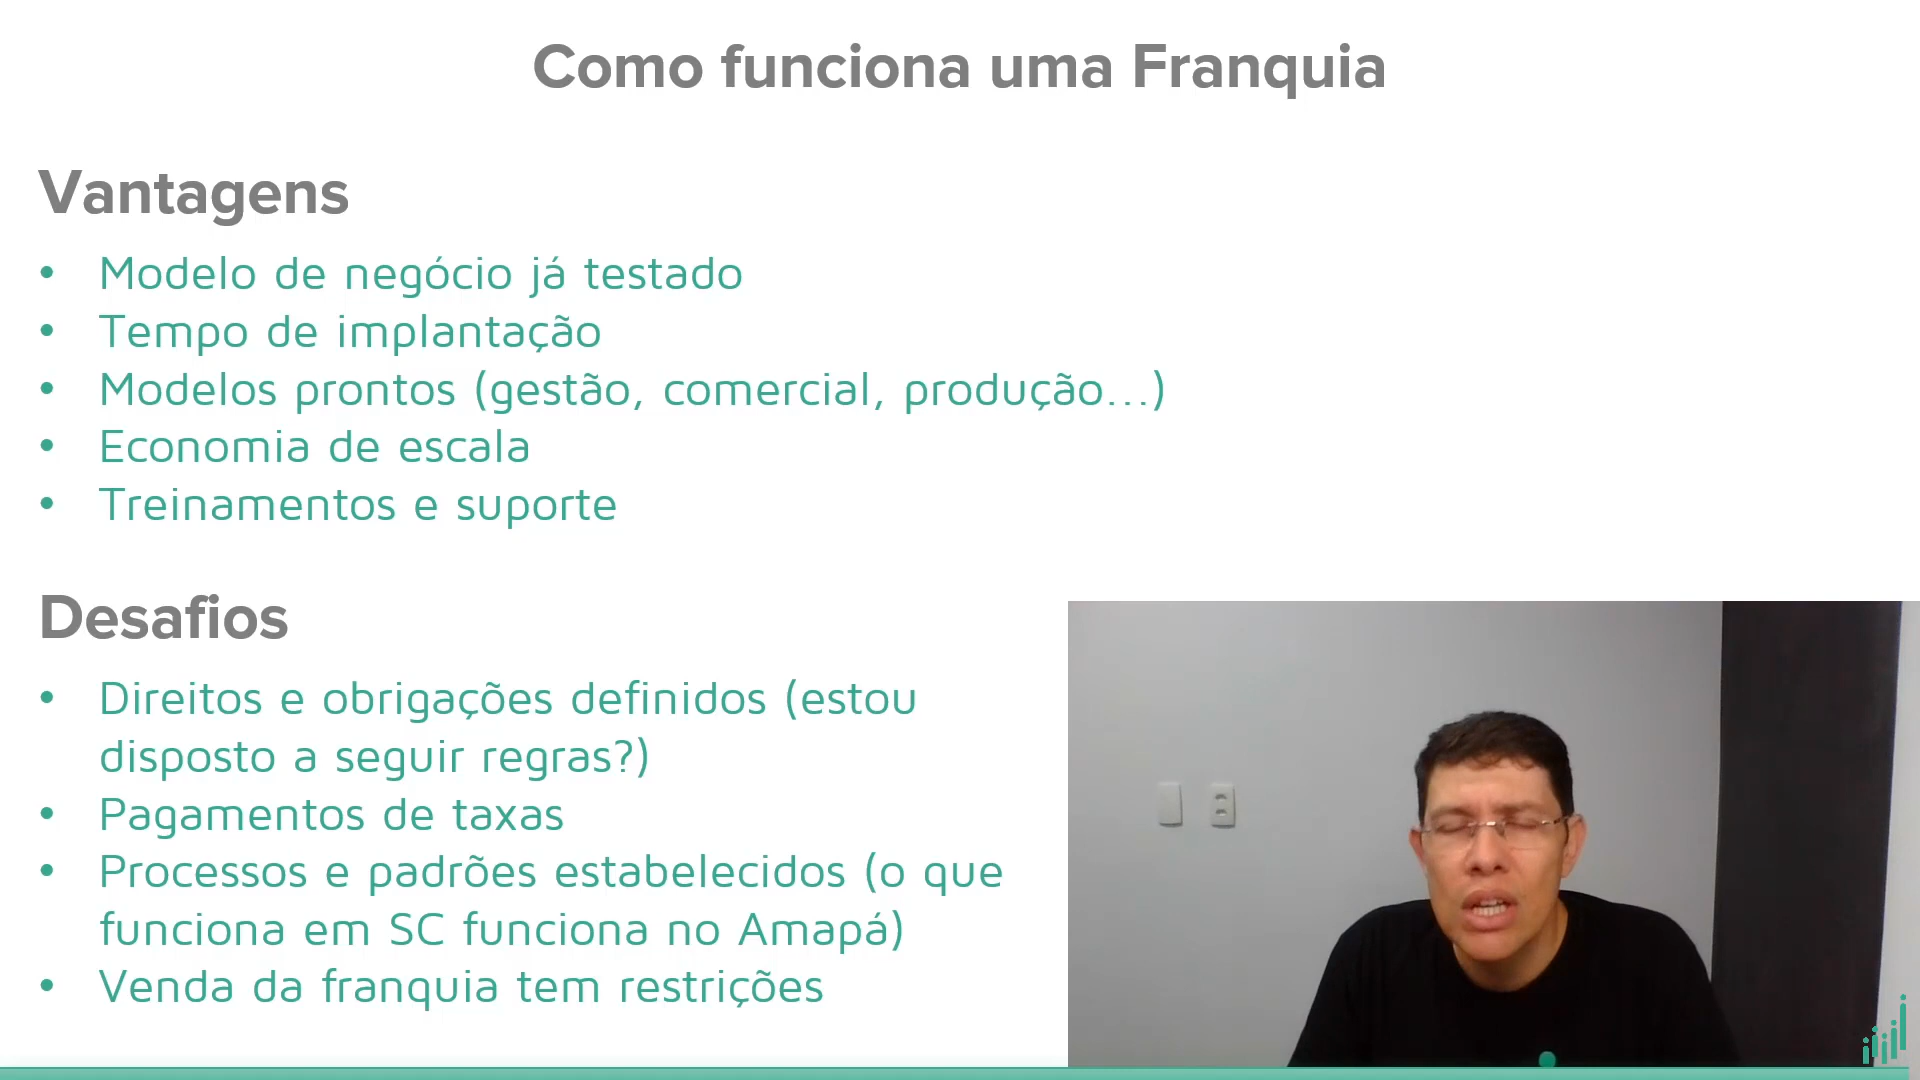 Como funciona uma Franquia
Vantagens
• Modelo de negócio já testado
• Tempo de implantação
• Modelos prontos (gestão, comercial, produção...)
• Economia de escala
• Treinamentos e suporte
Desafios
• Direitos e obrigações definidos (estou
disposto a seguir regras?)
• Pagamentos de taxas
• Processos e padrões estabelecidos (o que
funciona em SC funciona no Amapá)
• Venda da franquia tem restrições